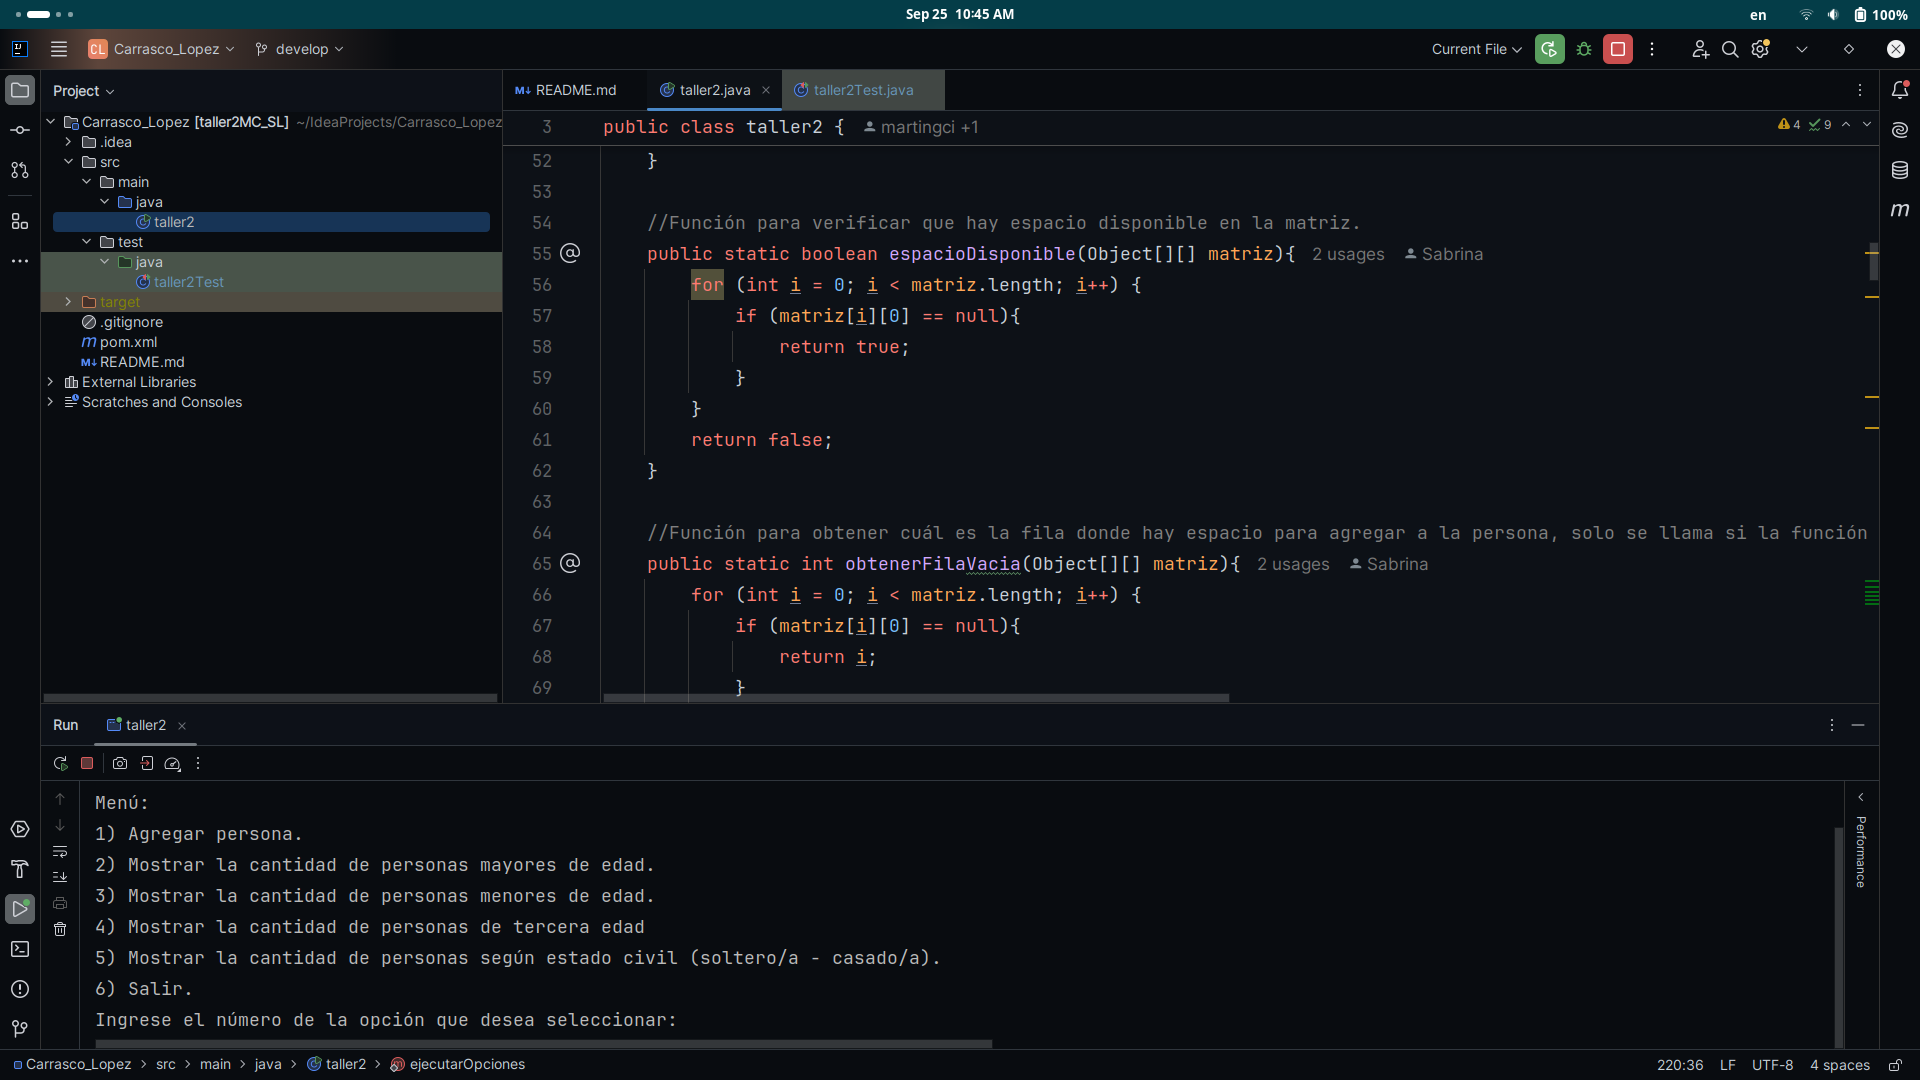 Sep 25 10:45 AM
en
100%
CL Carrasco_Lopez develop
Current File
Project
README.md
taller2.java
taller2Test.java
Carrasco_Lopez [taller2MC_SL] ~/IdeaProjects/Carrasco_Lopez
.idea
src
main
java
taller2
test
java
taller2Test
target
.gitignore
pom.xml
README.md
External Libraries
Scratches and Consoles
3 public class taller2 { martingci +1
4 9
52 }
53
54 //Función para verificar que hay espacio disponible en la matriz.
55 public static boolean espacioDisponible(Object[][] matriz){ 2 usages Sabrina
56 for (int i = 0; i < matriz.length; i++) {
57 if (matriz[i][0] == null){
58 return true;
59 }
60 }
61 return false;
62 }
63
64 //Función para obtener cuál es la fila donde hay espacio para agregar a la persona, solo se llama si la función
65 public static int obtenerFilaVacia(Object[][] matriz){ 2 usages Sabrina
66 for (int i = 0; i < matriz.length; i++) {
67 if (matriz[i][0] == null){
68 return i;
69 }
Run taller2
Menú:
1) Agregar persona.
2) Mostrar la cantidad de personas mayores de edad.
3) Mostrar la cantidad de personas menores de edad.
4) Mostrar la cantidad de personas de tercera edad
5) Mostrar la cantidad de personas según estado civil (soltero/a - casado/a).
6) Salir.
Ingrese el número de la opción que desea seleccionar:
Performance
Carrasco_Lopez > src > main > java > taller2 > ejecutarOpciones
220:36 LF UTF-8 4 spaces